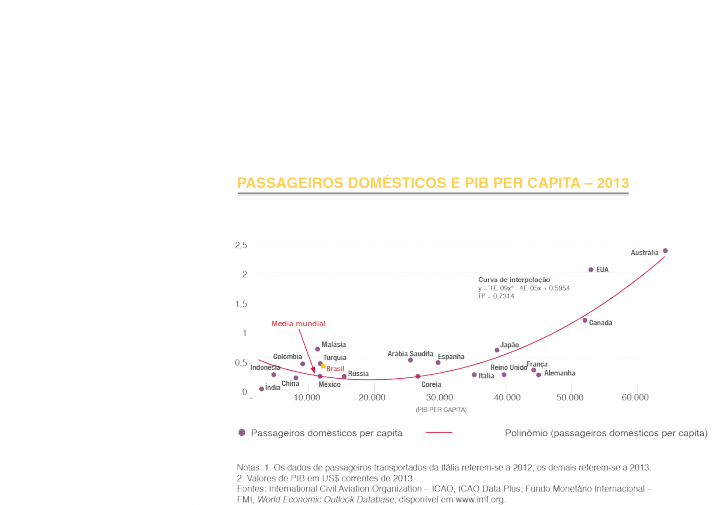 PASSAGEIROS DOMÉSTICOS E PIB PER CAPITA – 2013
2,5
Austrália
2
EUA
Curva de interpolação
y = 1E-09x² - 4E-05x + 0,5954
R² = 0,7314
1,5
Média mundial
Canadá
1
Malásia
Japão
Colômbia
Turquia
Arábia Saudita
Espanha
0,5
Indonésia
Brasil
Reino Unido
França
Rússia
Itália
Alemanha
China
México
Coreia
Índia
0
-
10.000
20.000
30.000
40.000
50.000
60.000
(PIB PER CAPITA)
Passageiros domésticos per capita
Polinômio (passageiros domésticos per capita)
Notas: 1. Os dados de passageiros transportados da Itália referem-se a 2012; os demais referem-se a 2013.
2. Valores de PIB em US$ correntes de 2013.
Fontes: International Civil Aviation Organization – ICAO, ICAO Data Plus; Fundo Monetário Internacional –
FMI, World Economic Outlook Database, disponível em www.imf.org.